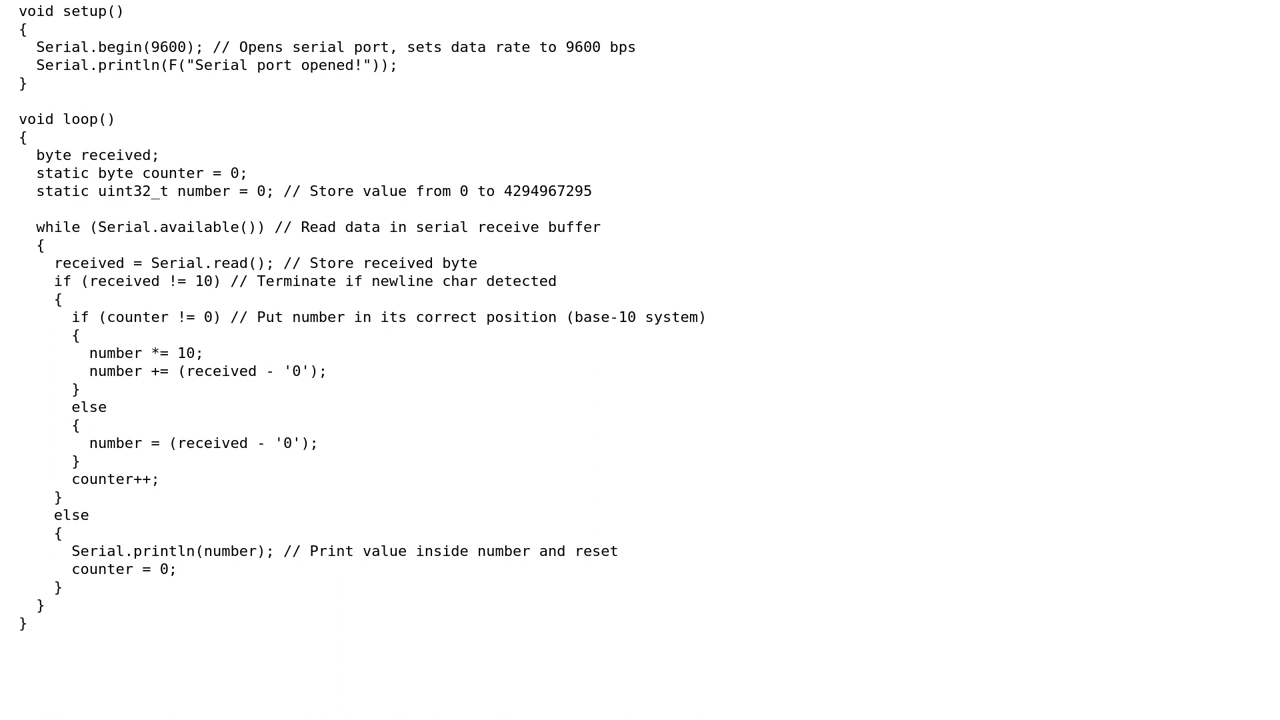 void setup()
{
  Serial.begin(9600); // Opens serial port, sets data rate to 9600 bps
  Serial.println(F("Serial port opened!"));
}

void loop()
{
  byte received;
  static byte counter = 0;
  static uint32_t number = 0; // Store value from 0 to 4294967295

  while (Serial.available()) // Read data in serial receive buffer
  {
    received = Serial.read(); // Store received byte
    if (received != 10) // Terminate if newline char detected
    {
      if (counter != 0) // Put number in its correct position (base-10 system)
      {
        number *= 10;
        number += (received - '0');
      }
      else
      {
        number = (received - '0');
      }
      counter++;
    }
    else
    {
      Serial.println(number); // Print value inside number and reset
      counter = 0;
    }
  }
}